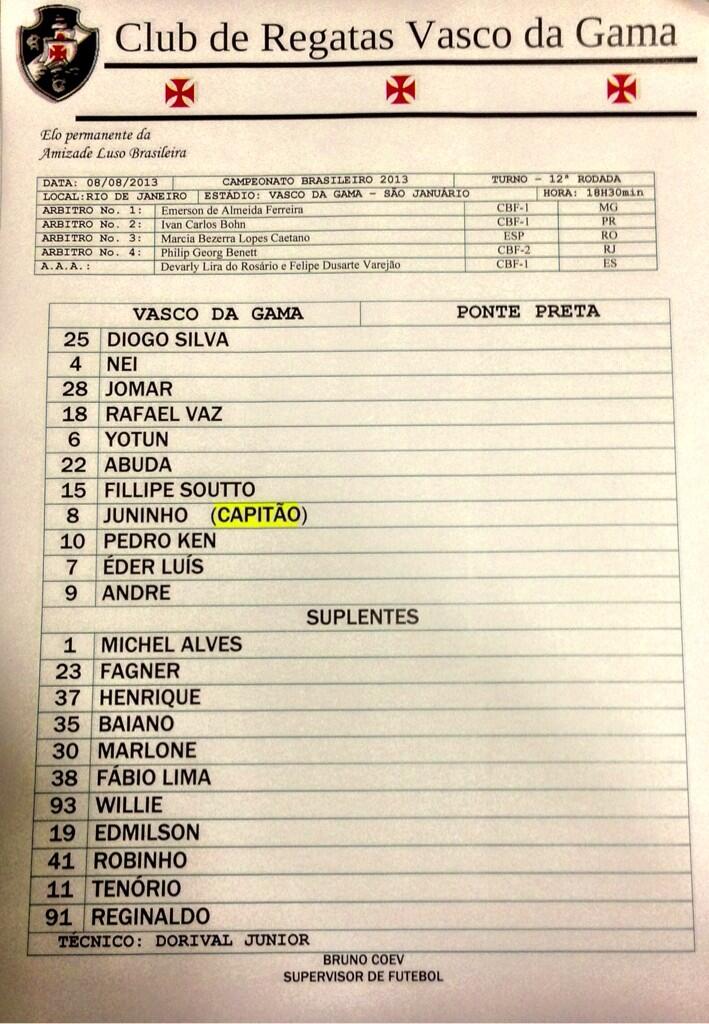 Club de Regatas Vasco da Gama
Elo permanente da
Amizade Luso Brasileira
DATA: 08/08/2013 CAMPEONATO BRASILEIRO 2013 TURNO – 12ª RODADA
LOCAL:RIO DE JANEIRO ESTÁDIO: VASCO DA GAMA – SÃO JANUÁRIO HORA: 18H30min
ARBITRO No. 1: Emerson de Almeida Ferreira CBF-1 MG
ARBITRO No. 2: Ivan Carlos Bohn CBF-1 PR
ARBITRO No. 3: Marcia Bezerra Lopes Caetano ESP RO
ARBITRO No. 4: Philip Georg Benett CBF-2 RJ
A.A.A.: Devarly Lira do Rosário e Felipe Dusarte Varejão CBF-1 ES
VASCO DA GAMA PONTE PRETA
25 DIOGO SILVA
4 NEI
28 JOMAR
18 RAFAEL VAZ
6 YOTUN
22 ABUDA
15 FILLIPE SOUTTO
8 JUNINHO (CAPITÃO)
10 PEDRO KEN
7 ÉDER LUÍS
9 ANDRE
SUPLENTES
1 MICHEL ALVES
23 FAGNER
37 HENRIQUE
35 BAIANO
30 MARLONE
38 FÁBIO LIMA
93 WILLIE
19 EDMILSON
41 ROBINHO
11 TENÓRIO
91 REGINALDO
TÉCNICO: DORIVAL JUNIOR
BRUNO COEV
SUPERVISOR DE FUTEBOL